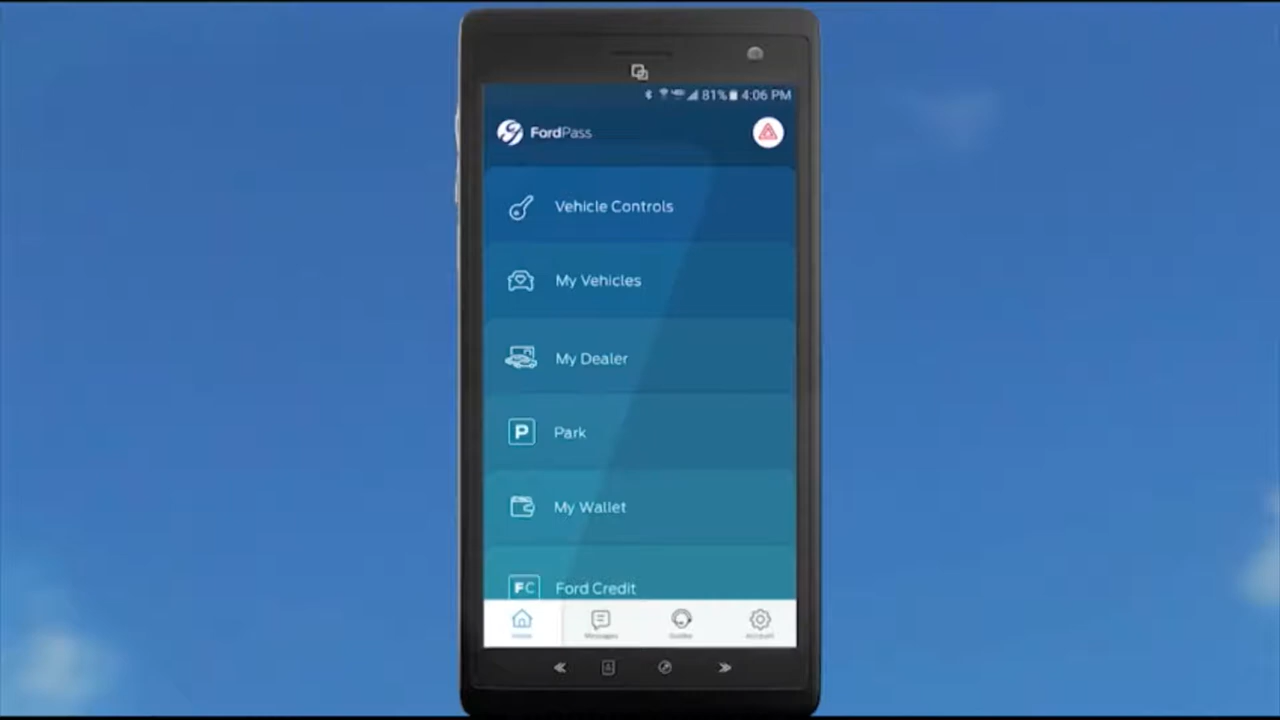 81% 4:06 PM
FordPass
Vehicle Controls
My Vehicles
My Dealer
P Park
My Wallet
FC Ford Credit
Home Messages Guides Account